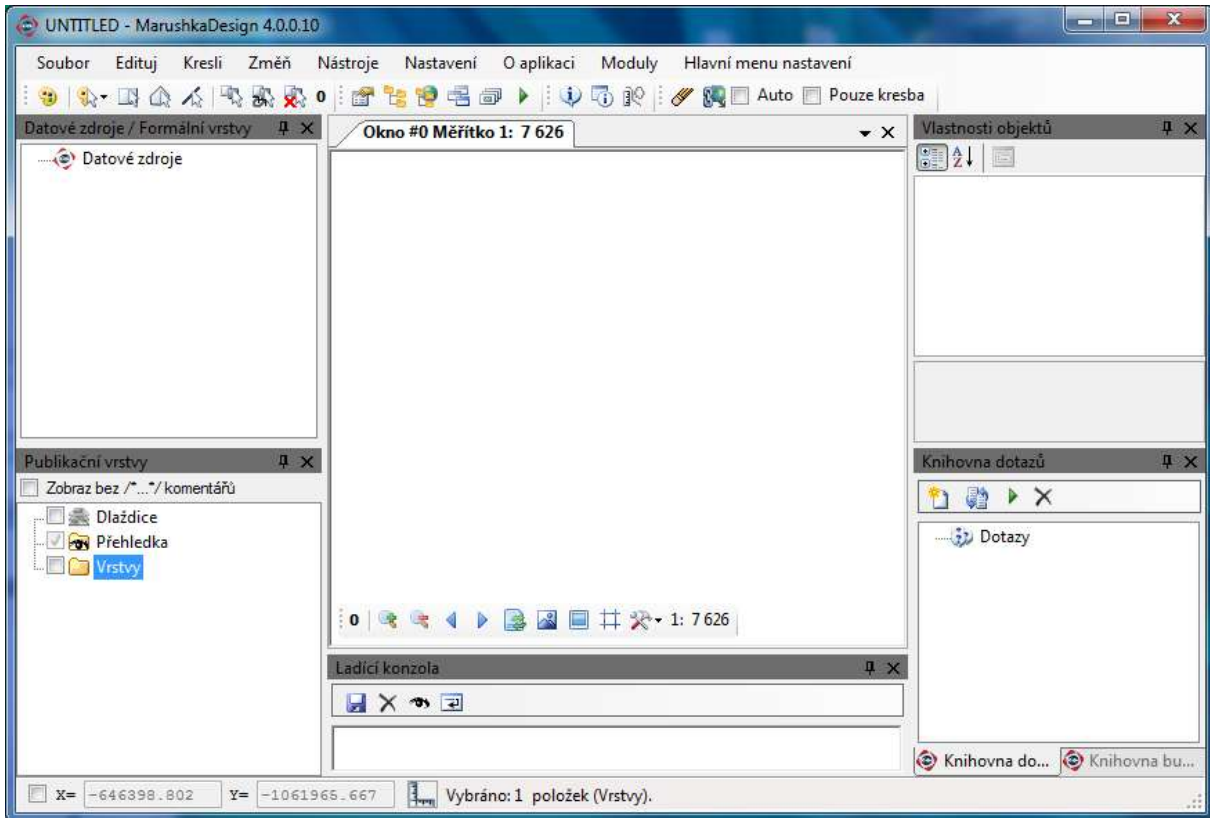 UNTITLED - MarushkaDesign 4.0.0.10
Soubor Edituj Kresli Změň Nástroje Nastavení O aplikaci Moduly Hlavní menu nastavení
0 Auto Pouze kresba
Datové zdroje / Formální vrstvy
Datové zdroje
Okno #0 Měřítko 1: 7 626
Vlastnosti objektů
Publikační vrstvy
Zobraz bez /*...*/ komentářů
Dlaždice
Přehledka
Vrstvy
0 1: 7 626
Ladící konzola
Knihovna dotazů
Dotazy
Knihovna do... Knihovna bu...
X= -646398.802 Y= -1061965.667 Vybráno: 1 položek (Vrstvy).